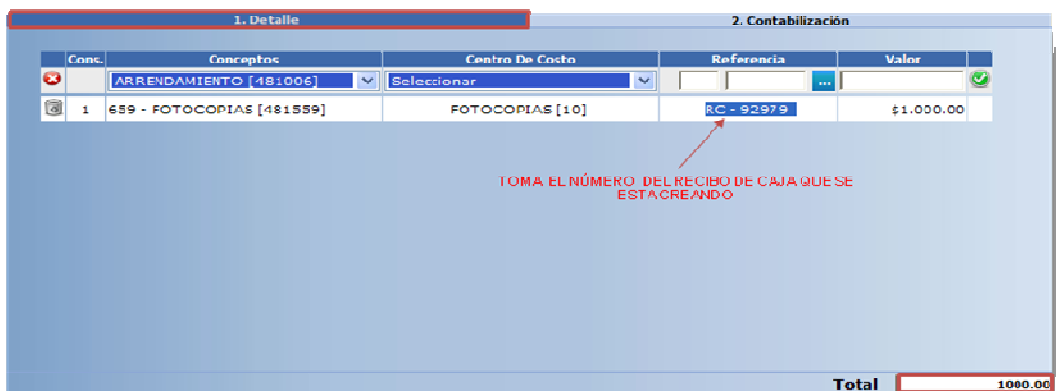 1. Detalle 2. Contabilización
Cons. Conceptos Centro De Costo Referencia Valor
ARRENDAMIENTO [481006] Seleccionar ...
1 659 - FOTOCOPIAS [481559] FOTOCOPIAS [10] RC - 92979 $1.000.00
TOMA EL NÚMERO DEL RECIBO DE CAJA QUE SE
ESTA CREANDO
Total 1000.00